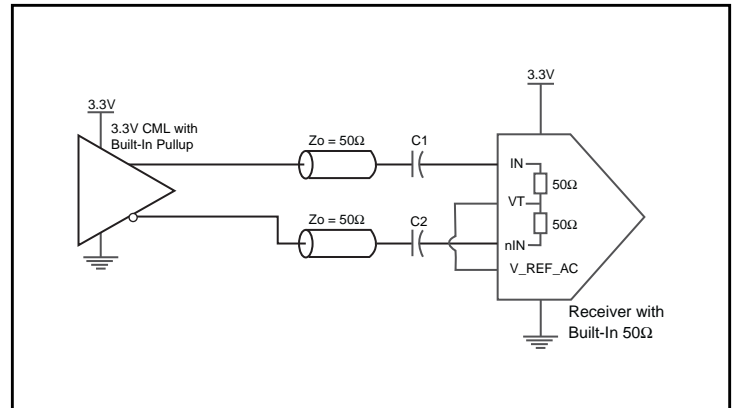 3.3V
3.3V
3.3V CML with
Built-In Pullup
Zo = 50Ω
C1
IN
50Ω
VT
Zo = 50Ω
C2
50Ω
nIN
V_REF_AC
Receiver with
Built-In 50Ω